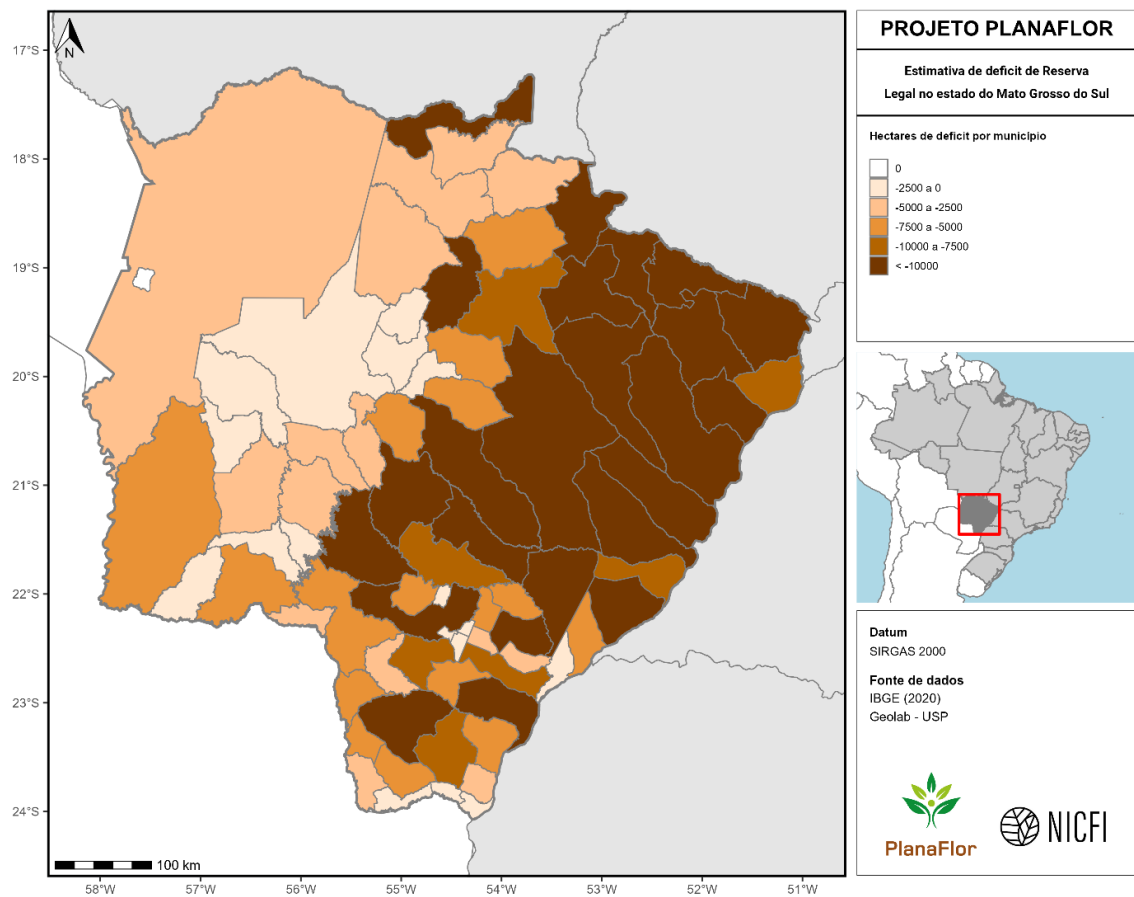 PROJETO PLANAFLOR
Estimativa de deficit de Reserva
Legal no estado do Mato Grosso do Sul
Hectares de deficit por município
0
-2500 a 0
-5000 a -2500
-7500 a -5000
-10000 a -7500
< -10000
N
17°S
18°S
19°S
20°S
21°S
22°S
23°S
24°S
100 km
58°W
57°W
56°W
55°W
54°W
53°W
52°W
51°W
Datum
SIRGAS 2000
Fonte de dados
IBGE (2020)
Geolab - USP
PlanaFlor
NICFI